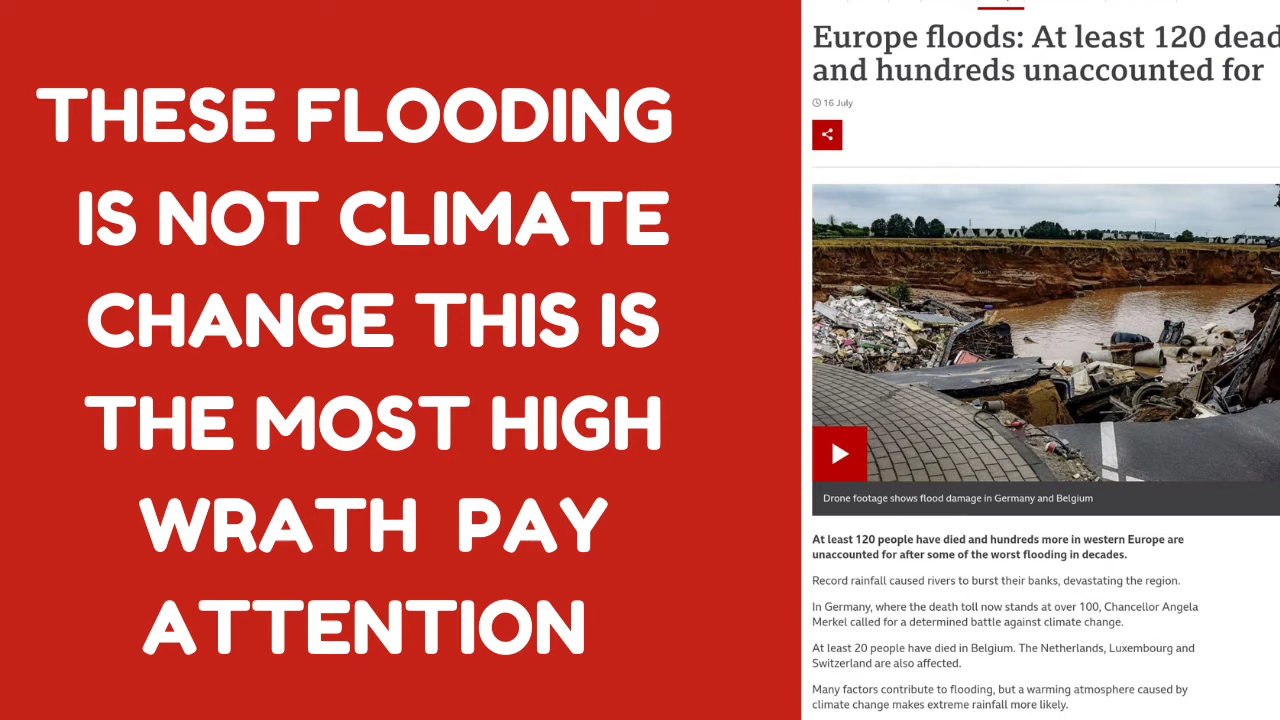 THESE FLOODING
IS NOT CLIMATE
CHANGE THIS IS
THE MOST HIGH
WRATH PAY
ATTENTION
Europe floods: At least 120 dead
and hundreds unaccounted for
16 July
Drone footage shows flood damage in Germany and Belgium
At least 120 people have died and hundreds more in western Europe are
unaccounted for after some of the worst flooding in decades.
Record rainfall caused rivers to burst their banks, devastating the region.
In Germany, where the death toll now stands at over 100, Chancellor Angela
Merkel called for a determined battle against climate change.
At least 20 people have died in Belgium. The Netherlands, Luxembourg and
Switzerland are also affected.
Many factors contribute to flooding, but a warming atmosphere caused by
climate change makes extreme rainfall more likely.